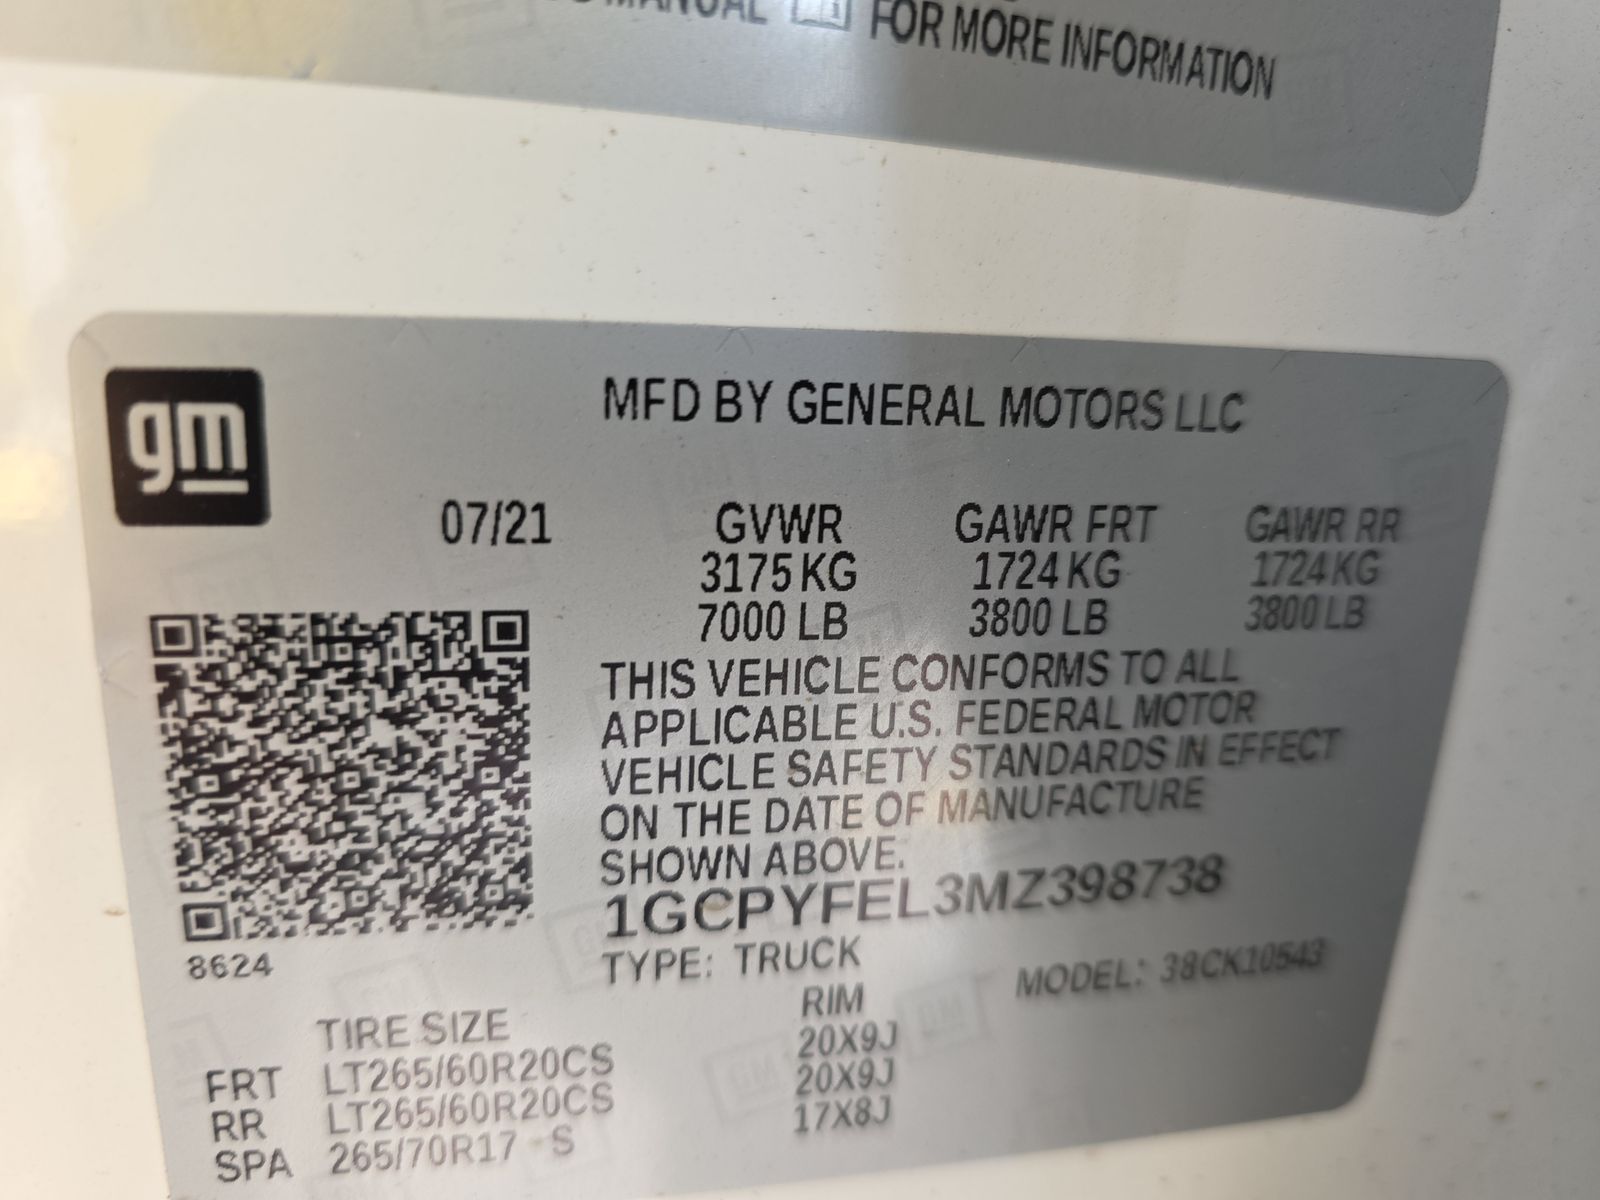 MANUAL FOR MORE INFORMATION
gm
MFD BY GENERAL MOTORS LLC
07/21 GVWR GAWR FRT GAWR RR
3175 KG 1724 KG 1724 KG
7000 LB 3800 LB 3800 LB
THIS VEHICLE CONFORMS TO ALL
APPLICABLE U.S. FEDERAL MOTOR
VEHICLE SAFETY STANDARDS IN EFFECT
ON THE DATE OF MANUFACTURE
SHOWN ABOVE.
1GCPYFEL3MZ398738
8624
TYPE: TRUCK MODEL: 38CK10543
TIRE SIZE RIM
FRT LT265/60R20CS 20X9J
RR LT265/60R20CS 20X9J
SPA 265/70R17 S 17X8J